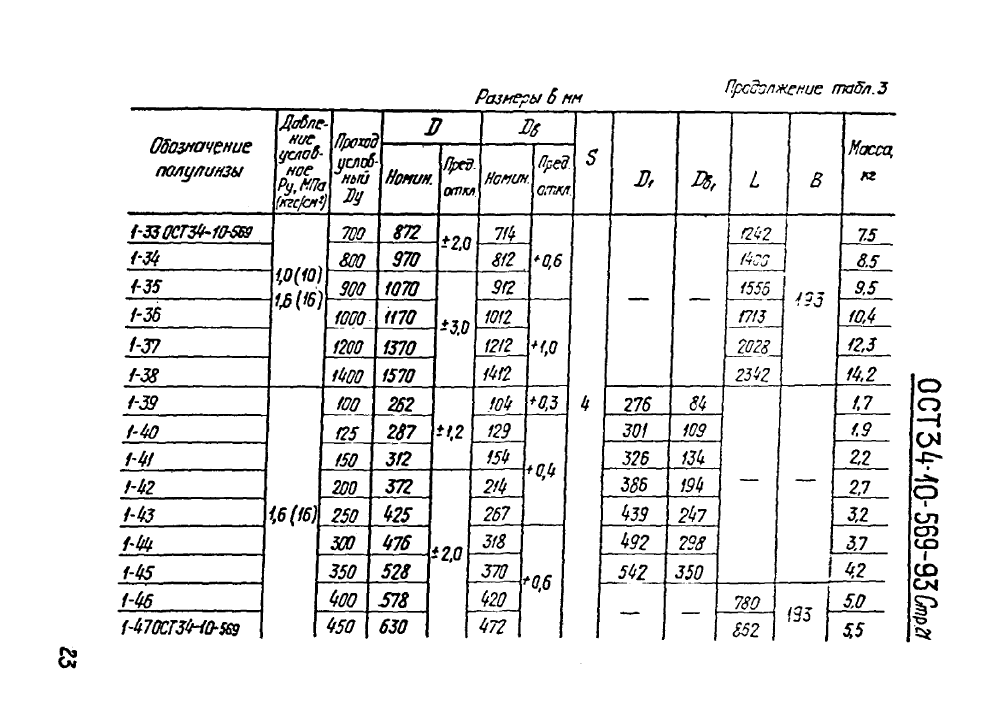 Продолжение табл. 3
Размеры в мм
Обозначение полулинзы | Давление условное Ру, МПа (кгс/см²) | Проход условный Dу | D Номин. | D Пред. откл. | Dв Номин. | Dв Пред. откл. | S | D₁ | Dв₁ | L | В | Масса, кг
1-33 ОСТ 34-10-569 | 1,0 (10) 1,6 (16) | 700 | 872 | ±2,0 | 714 | +0,6 | 4 | — | — | 1242 | 193 | 7.5
1-34 | 800 | 970 | 812 | 8.5
1-35 | 900 | 1070 | ±3,0 | 912 | 1556 | 9,5
1-36 | 1000 | 1170 | 1012 | +1,0 | 1713 | 10,4
1-37 | 1200 | 1370 | 1212 | 2028 | 12,3
1-38 | 1400 | 1570 | 1412 | 2342 | 14,2
1-39 | 1,6 (16) | 100 | 262 | ±1,2 | 104 | +0,3 | 276 | 84 | — | — | 1,7
1-40 | 125 | 287 | 129 | +0,4 | 301 | 109 | 1,9
1-41 | 150 | 312 | 154 | 326 | 134 | 2,2
1-42 | 200 | 372 | ±2,0 | 214 | 386 | 194 | 2,7
1-43 | 250 | 425 | 267 | 439 | 247 | 3,2
1-44 | 300 | 476 | 318 | +0,6 | 492 | 298 | 3,7
1-45 | 350 | 528 | 370 | 542 | 350 | 4,2
1-46 | 400 | 578 | 420 | — | — | 780 | 193 | 5,0
1-47 ОСТ 34-10-569 | 450 | 630 | 472 | 852 | 5,5
ОСТ 34-10-569-93 Стр. 21
23